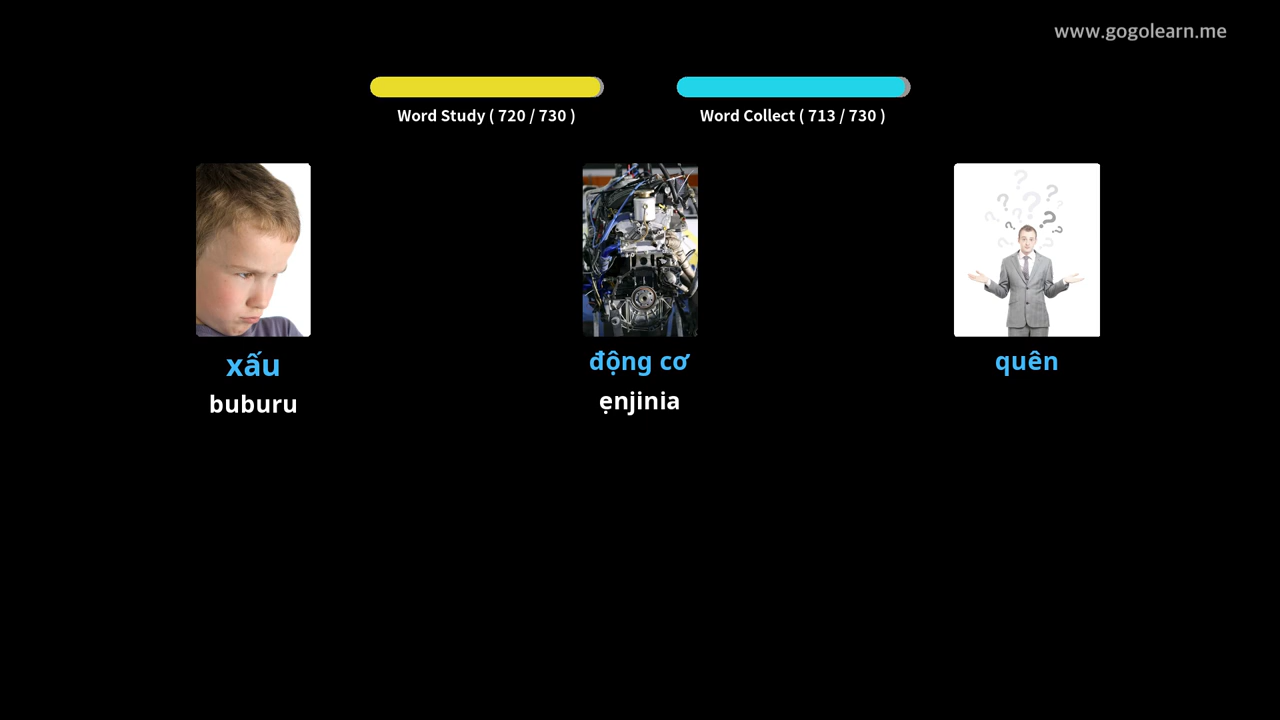 www.gogolearn.me
Word Study ( 720 / 730 )
Word Collect ( 713 / 730 )
xấu
động cơ
quên
buburu
ẹnjinia